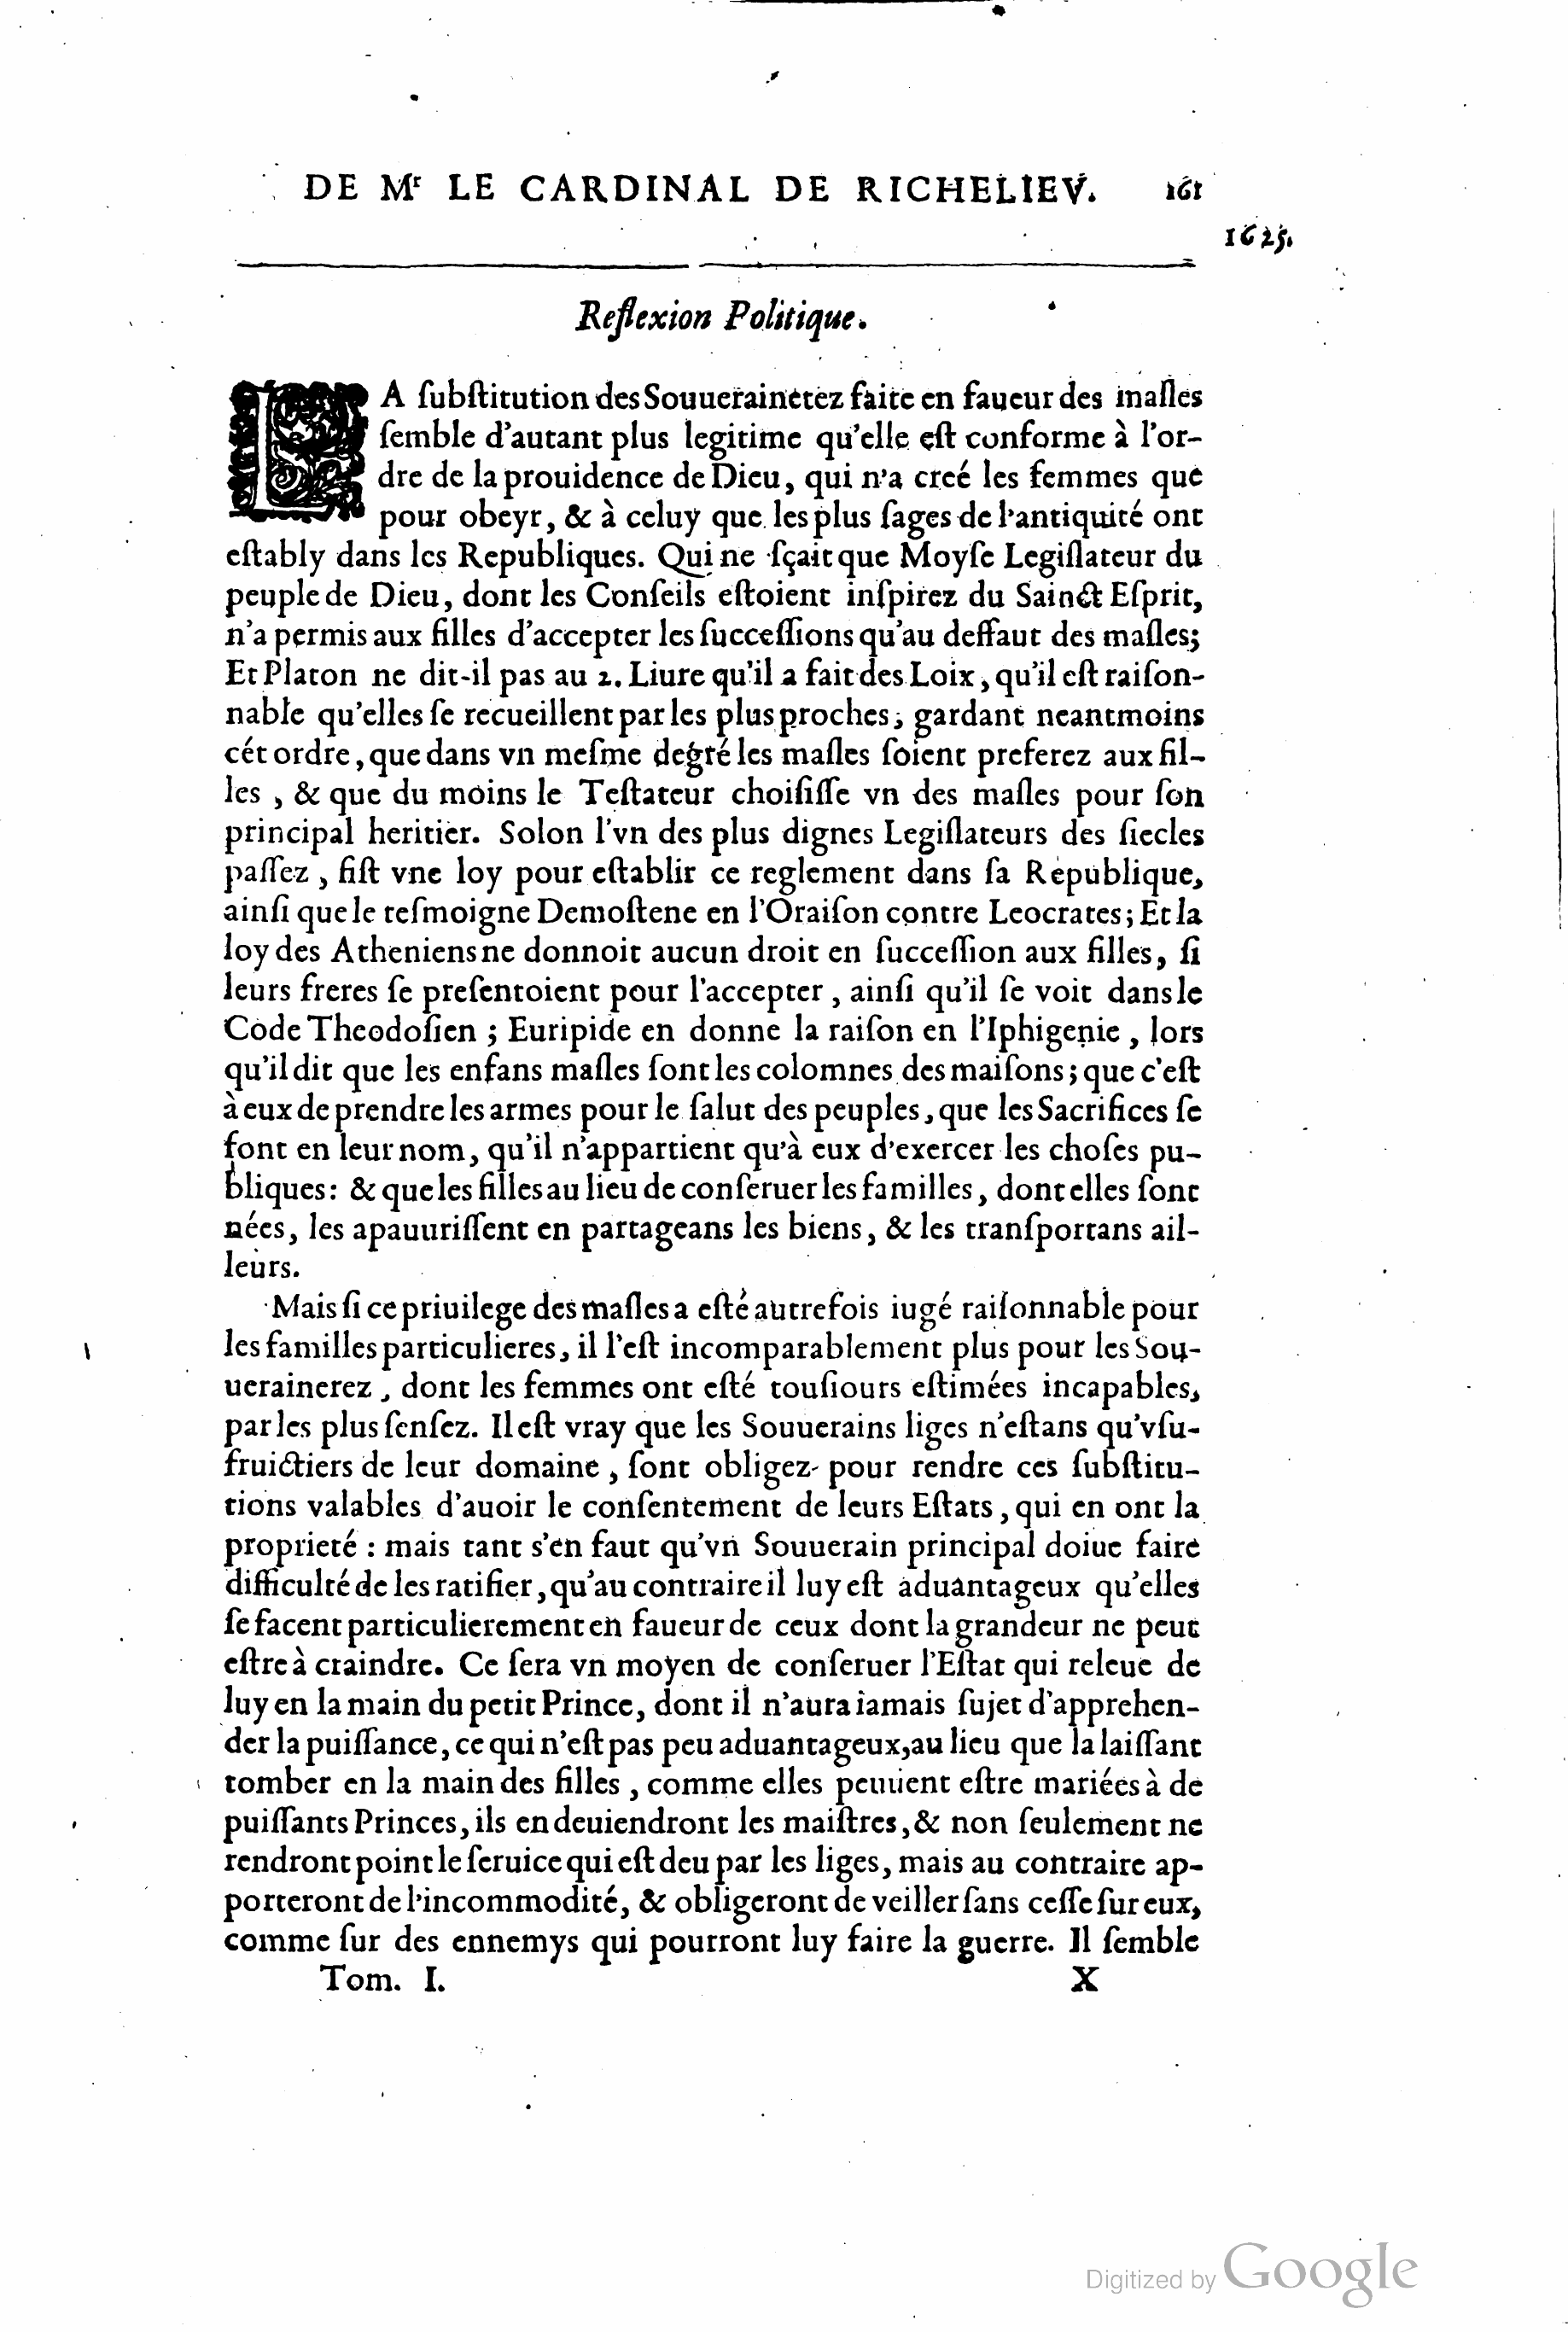 DE Mr LE CARDINAL DE RICHELIEV. 161
1625.
Reflexion Politique.
LA ſubſtitution des Souuerainetez faite en faueur des maſles
ſemble d'autant plus legitime qu'elle eſt conforme à l'or-
dre de la prouidence de Dieu, qui n'a creé les femmes que
pour obeyr, & à celuy que les plus ſages de l'antiquité ont
eſtably dans les Republiques. Qui ne ſçait que Moyſe Legiſlateur du
peuple de Dieu, dont les Conſeils eſtoient inſpirez du Sainct Eſprit,
n'a permis aux filles d'accepter les ſucceſſions qu'au deffaut des maſles;
Et Platon ne dit-il pas au 2. Liure qu'il a fait des Loix, qu'il eſt raiſon-
nable qu'elles ſe recueillent par les plus proches, gardant neantmoins
cét ordre, que dans vn meſme degré les maſles ſoient preferez aux fil-
les, & que du moins le Teſtateur choiſiſſe vn des maſles pour ſon
principal heritier. Solon l'vn des plus dignes Legiſlateurs des ſiecles
paſſez, fiſt vne loy pour eſtablir ce reglement dans ſa Republique,
ainſi que le teſmoigne Demoſtene en l'Oraiſon contre Leocrates; Et la
loy des Atheniens ne donnoit aucun droit en ſucceſſion aux filles, ſi
leurs freres ſe preſentoient pour l'accepter, ainſi qu'il ſe voit dans le
Code Theodoſien; Euripide en donne la raiſon en l'Iphigenie, lors
qu'il dit que les enfans maſles ſont les colomnes des maiſons; que c'eſt
à eux de prendre les armes pour le ſalut des peuples, que les Sacrifices ſe
font en leur nom, qu'il n'appartient qu'à eux d'exercer les choſes pu-
bliques: & que les filles au lieu de conſeruer les familles, dont elles ſont
nées, les apauuriſſent en partageans les biens, & les tranſportans ail-
leurs.
Mais ſi ce priuilege des maſles a eſté autrefois iugé raiſonnable pour
les familles particulieres, il l'eſt incomparablement plus pour les Sou-
uerainetez, dont les femmes ont eſté touſiours eſtimées incapables,
par les plus ſenſez. Il eſt vray que les Souuerains liges n'eſtans qu'vſu-
fruictiers de leur domaine, ſont obligez pour rendre ces ſubſtitu-
tions valables d'auoir le conſentement de leurs Eſtats, qui en ont la
proprieté : mais tant s'en faut qu'vn Souuerain principal doiue faire
difficulté de les ratifier, qu'au contraire il luy eſt aduantageux qu'elles
ſe facent particulierement en faueur de ceux dont la grandeur ne peut
eſtre à craindre. Ce ſera vn moyen de conſeruer l'Eſtat qui releue de
luy en la main du petit Prince, dont il n'aura iamais ſujet d'apprehen-
der la puiſſance, ce qui n'eſt pas peu aduantageux, au lieu que la laiſſant
tomber en la main des filles, comme elles peuuent eſtre mariées à de
puiſſants Princes, ils en deuiendront les maiſtres, & non ſeulement ne
rendront point le ſeruice qui eſt deu par les liges, mais au contraire ap-
porteront de l'incommodité, & obligeront de veiller ſans ceſſe ſur eux,
comme ſur des ennemys qui pourront luy faire la guerre. Il ſemble
Tom. I. X
Digitized by Google